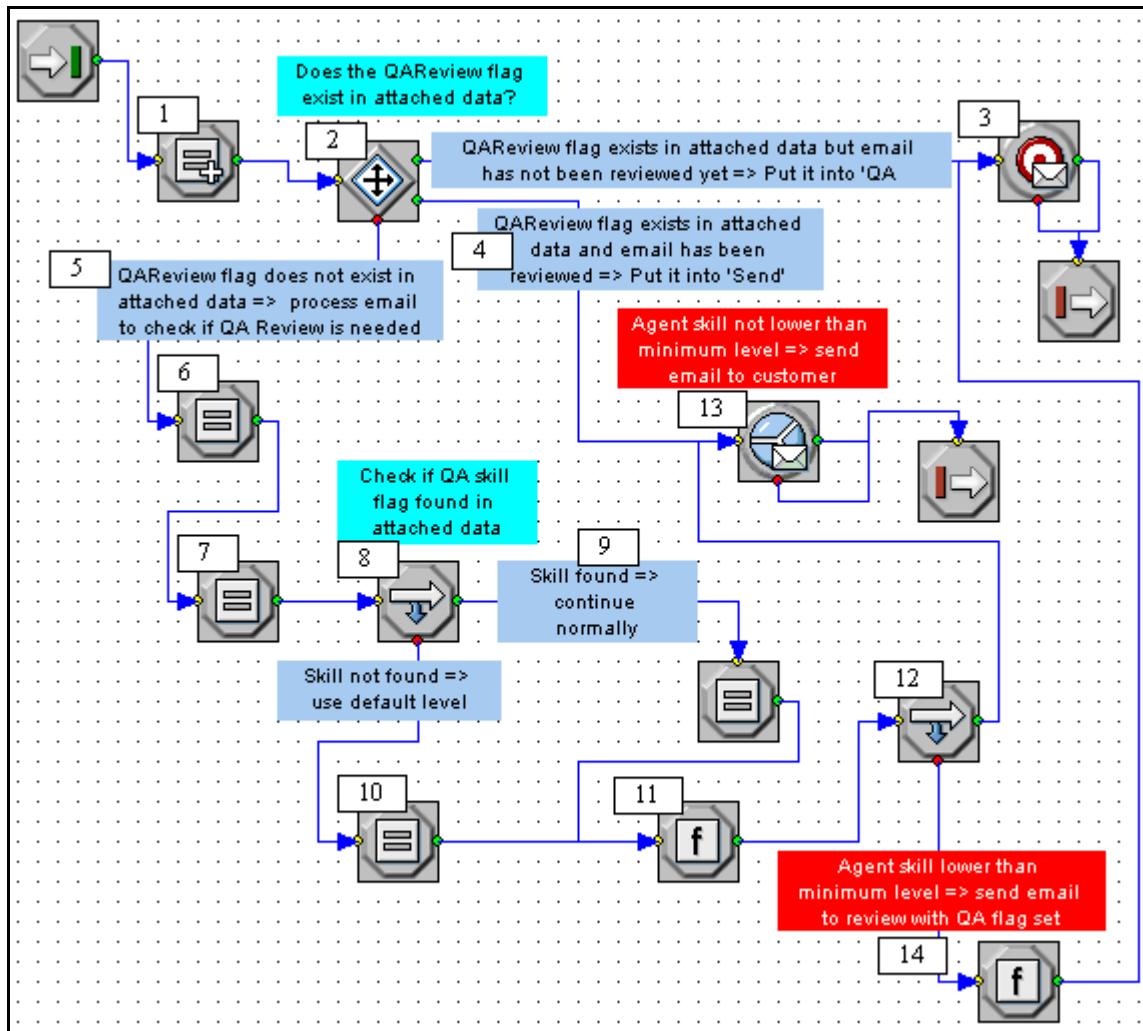 Does the QAReview flag
exist in attached data?
1
2
3
QAReview flag exists in attached data but email
has not been reviewed yet => Put it into 'QA
4
QAReview flag exists in attached
data and email has been
reviewed => Put it into 'Send'
5
QAReview flag does not exist in
attached data => process email
to check if QA Review is needed
Agent skill not lower than
minimum level => send
email to customer
6
13
Check if QA skill
flag found in
attached data
7
8
9
Skill found =>
continue
normally
Skill not found =>
use default level
12
10
11
f
Agent skill lower than
minimum level => send email
to review with QA flag set
14
f